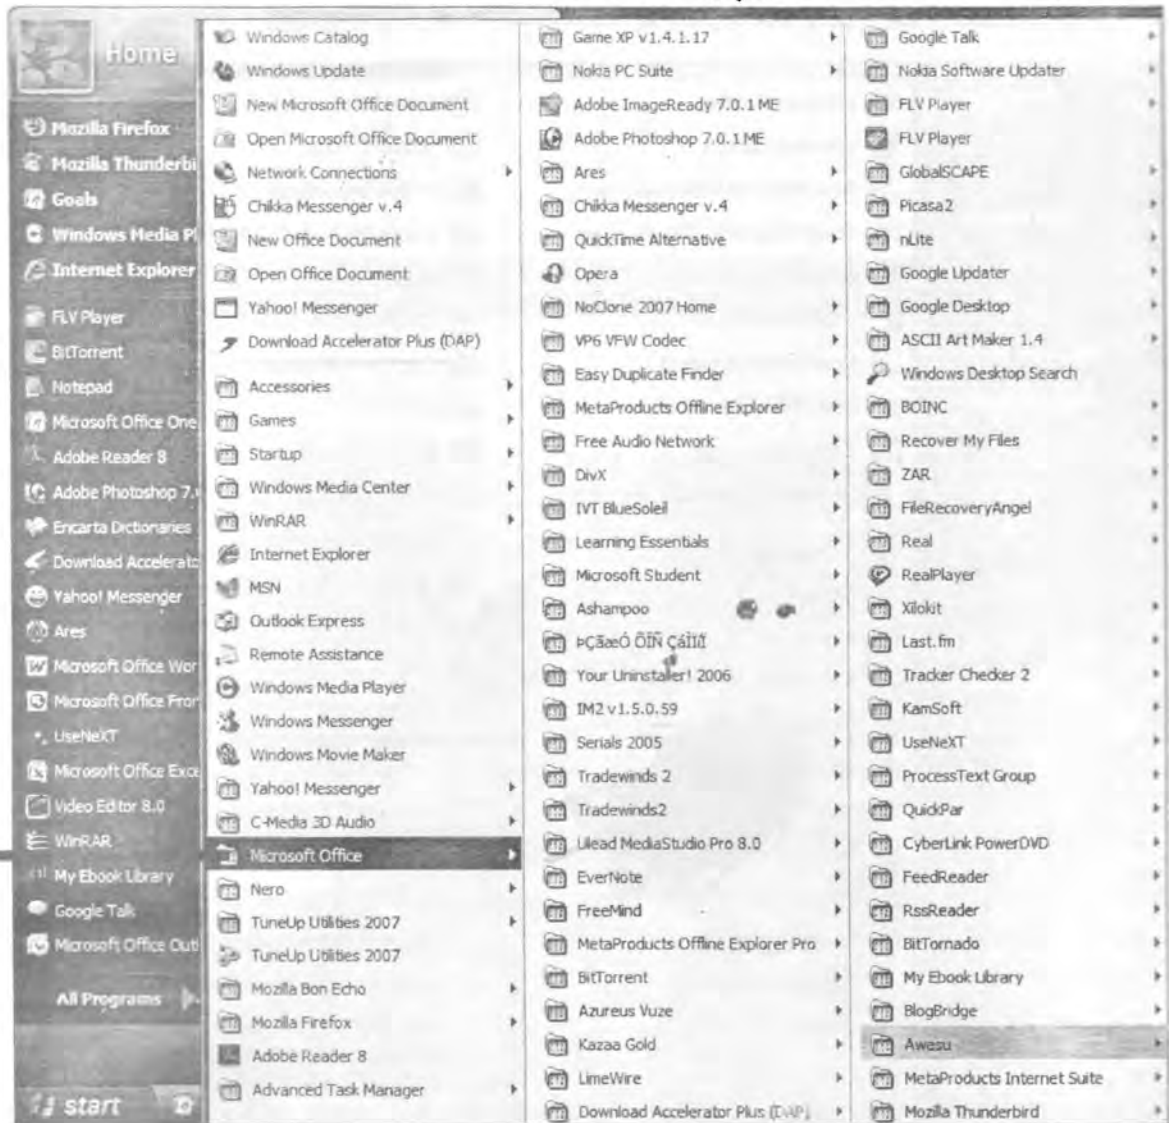 Home
Mozilla Firefox
Mozilla Thunderbi
Goals
Windows Media Pl
Internet Explorer
FLV Player
BitTorrent
Notepad
Microsoft Office One
Adobe Reader 8
Adobe Photoshop 7.
Encarta Dictionaries
Download Accelerato
Yahoo! Messenger
Ares
Microsoft Office Wor
Microsoft Office Fron
UseNeXT
Microsoft Office Exce
Video Editor 8.0
WinRAR
My Ebook Library
Google Talk
Microsoft Office Outl
All Programs
start
Windows Catalog
Windows Update
New Microsoft Office Document
Open Microsoft Office Document
Network Connections
Chikka Messenger v.4
New Office Document
Open Office Document
Yahoo! Messenger
Download Accelerator Plus (DAP)
Accessories
Games
Startup
Windows Media Center
WinRAR
Internet Explorer
MSN
Outlook Express
Remote Assistance
Windows Media Player
Windows Messenger
Windows Movie Maker
Yahoo! Messenger
C-Media 3D Audio
Microsoft Office
Nero
TuneUp Utilities 2007
TuneUp Utilities 2007
Mozilla Bon Echo
Mozilla Firefox
Adobe Reader 8
Advanced Task Manager
Game XP v1.4.1.17
Nokia PC Suite
Adobe ImageReady 7.0.1 ME
Adobe Photoshop 7.0.1 ME
Ares
Chikka Messenger v.4
QuickTime Alternative
Opera
NoClone 2007 Home
VP6 VFW Codec
Easy Duplicate Finder
MetaProducts Offline Explorer
Free Audio Network
DivX
IVT BlueSoleil
Learning Essentials
Microsoft Student
Ashampoo
Your Uninstaller! 2006
IM2 v1.5.0.59
Serials 2005
Tradewinds 2
Tradewinds2
Ulead MediaStudio Pro 8.0
EverNote
FreeMind
MetaProducts Offline Explorer Pro
BitTorrent
Azureus Vuze
Kazaa Gold
LimeWire
Download Accelerator Plus (DAP)
Google Talk
Nokia Software Updater
FLV Player
FLV Player
GlobalSCAPE
Picasa2
nLite
Google Updater
Google Desktop
ASCII Art Maker 1.4
Windows Desktop Search
BOINC
Recover My Files
ZAR
FileRecoveryAngel
Real
RealPlayer
Xilokit
Last.fm
Tracker Checker 2
KamSoft
UseNeXT
ProcessText Group
QuickPar
CyberLink PowerDVD
FeedReader
RssReader
BitTornado
My Ebook Library
BlogBridge
Awesu
MetaProducts Internet Suite
Mozilla Thunderbird